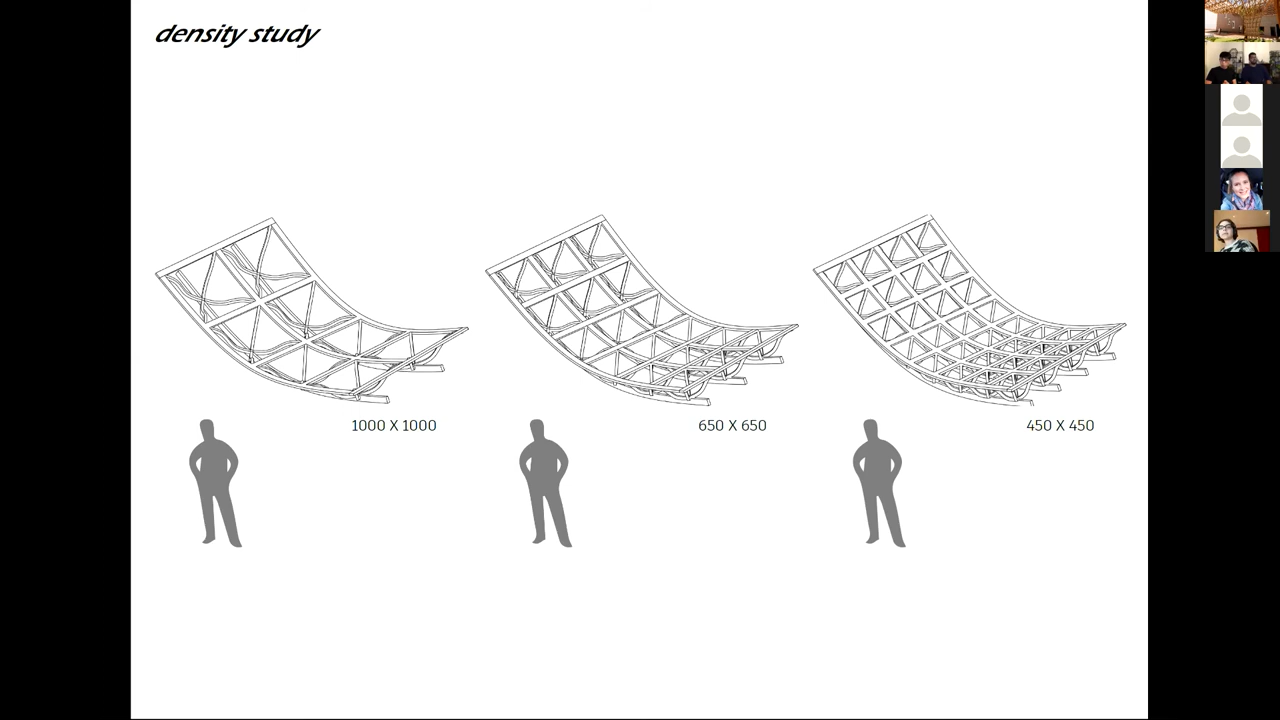 density study
1000 X 1000
650 X 650
450 X 450